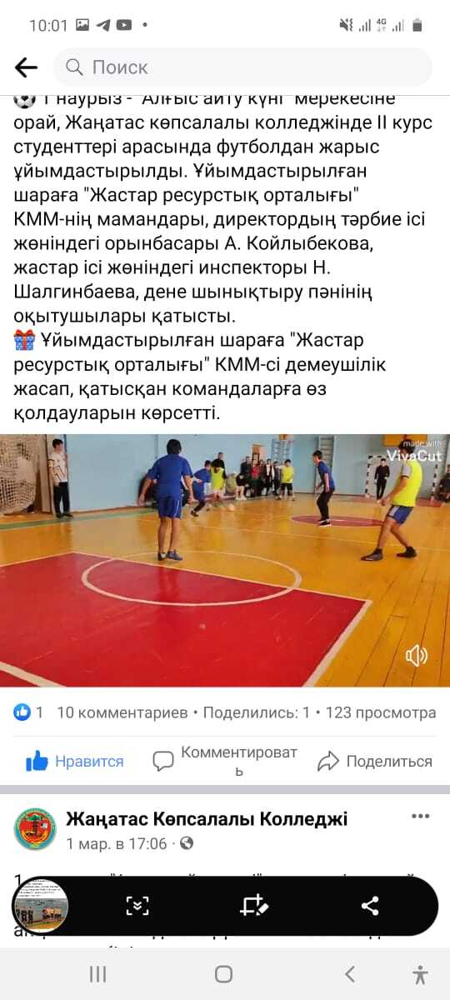 10:01
4G
Поиск
1 наурыз - "Алғыс айту күні" мерекесіне
орай, Жаңатас көпсалалы колледжінде II курс
студенттері арасында футболдан жарыс
ұйымдастырылды. Ұйымдастырылған
шараға "Жастар ресурстық орталығы"
КММ-нің мамандары, директордың тәрбие ісі
жөніндегі орынбасары А. Койлыбекова,
жастар ісі жөніндегі инспекторы Н.
Шалгинбаева, дене шынықтыру пәнінің
оқытушылары қатысты.
Ұйымдастырылған шараға "Жастар
ресурстық орталығы" КММ-сі демеушілік
жасап, қатысқан командаларға өз
қолдауларын көрсетті.
made with
VivaCut
1 10 комментариев • Поделились: 1 • 123 просмотра
Нравится
Комментироват
ь
Поделиться
Жаңатас Көпсалалы Колледжі
1 мар. в 17:06